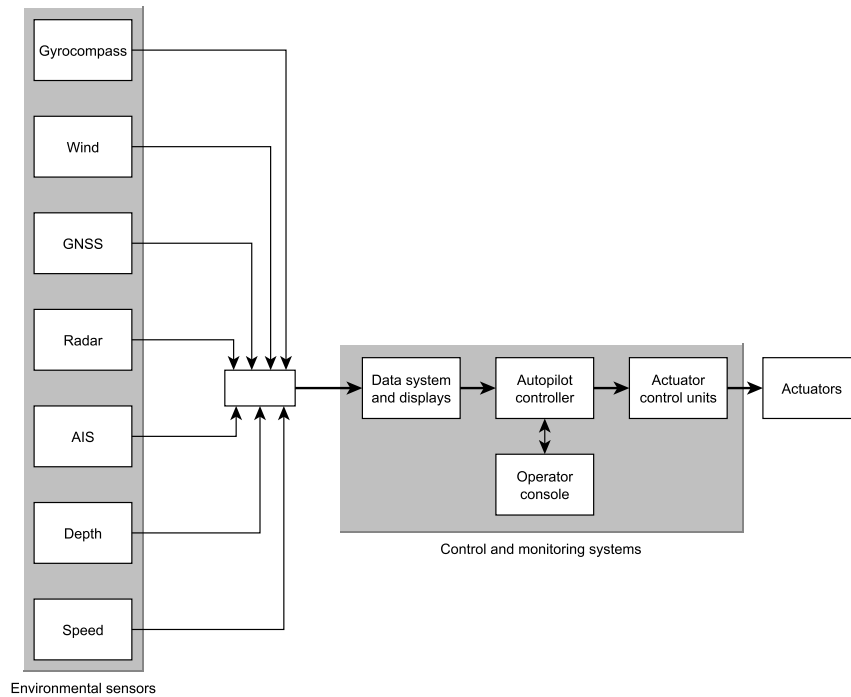 Gyrocompass
Wind
GNSS
Radar
AIS
Depth
Speed
Environmental sensors
Data system
and displays
Autopilot
controller
Actuator
control units
Actuators
Operator
console
Control and monitoring systems